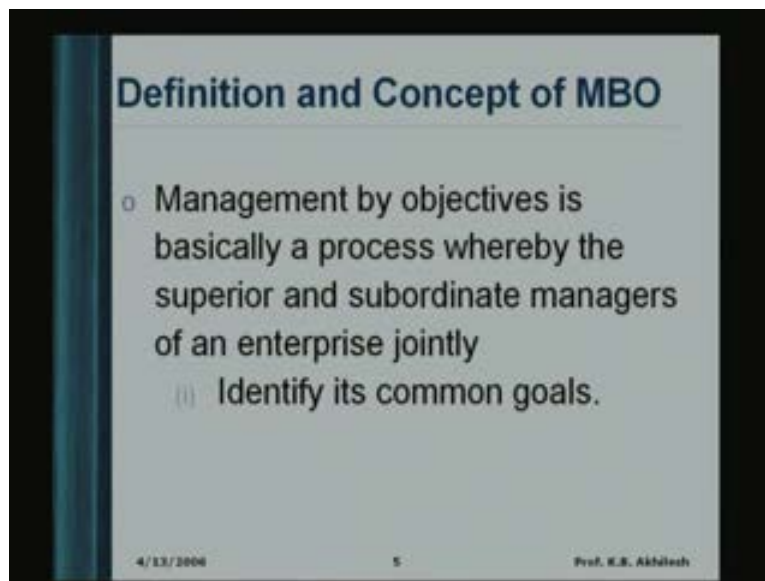 Definition and Concept of MBO
o Management by objectives is
basically a process whereby the
superior and subordinate managers
of an enterprise jointly
(i) Identify its common goals.
4/13/2006 5 Prof. K.B. Akhilesh